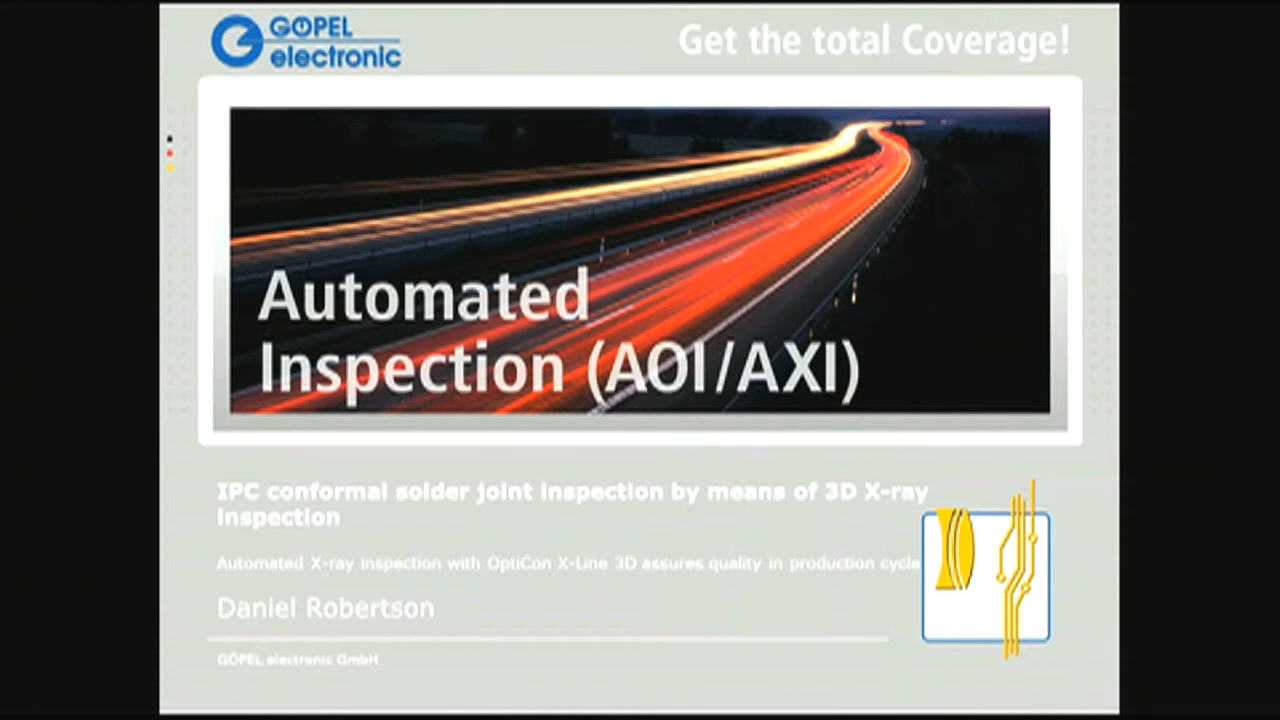 GÖPEL
electronic
Get the total Coverage!
Automated
Inspection (AOI/AXI)
IPC conformal solder joint inspection by means of 3D X-ray
inspection
Automated X-ray inspection with OptiCon X-Line 3D assures quality in production cycle
Daniel Robertson
GÖPEL electronic GmbH